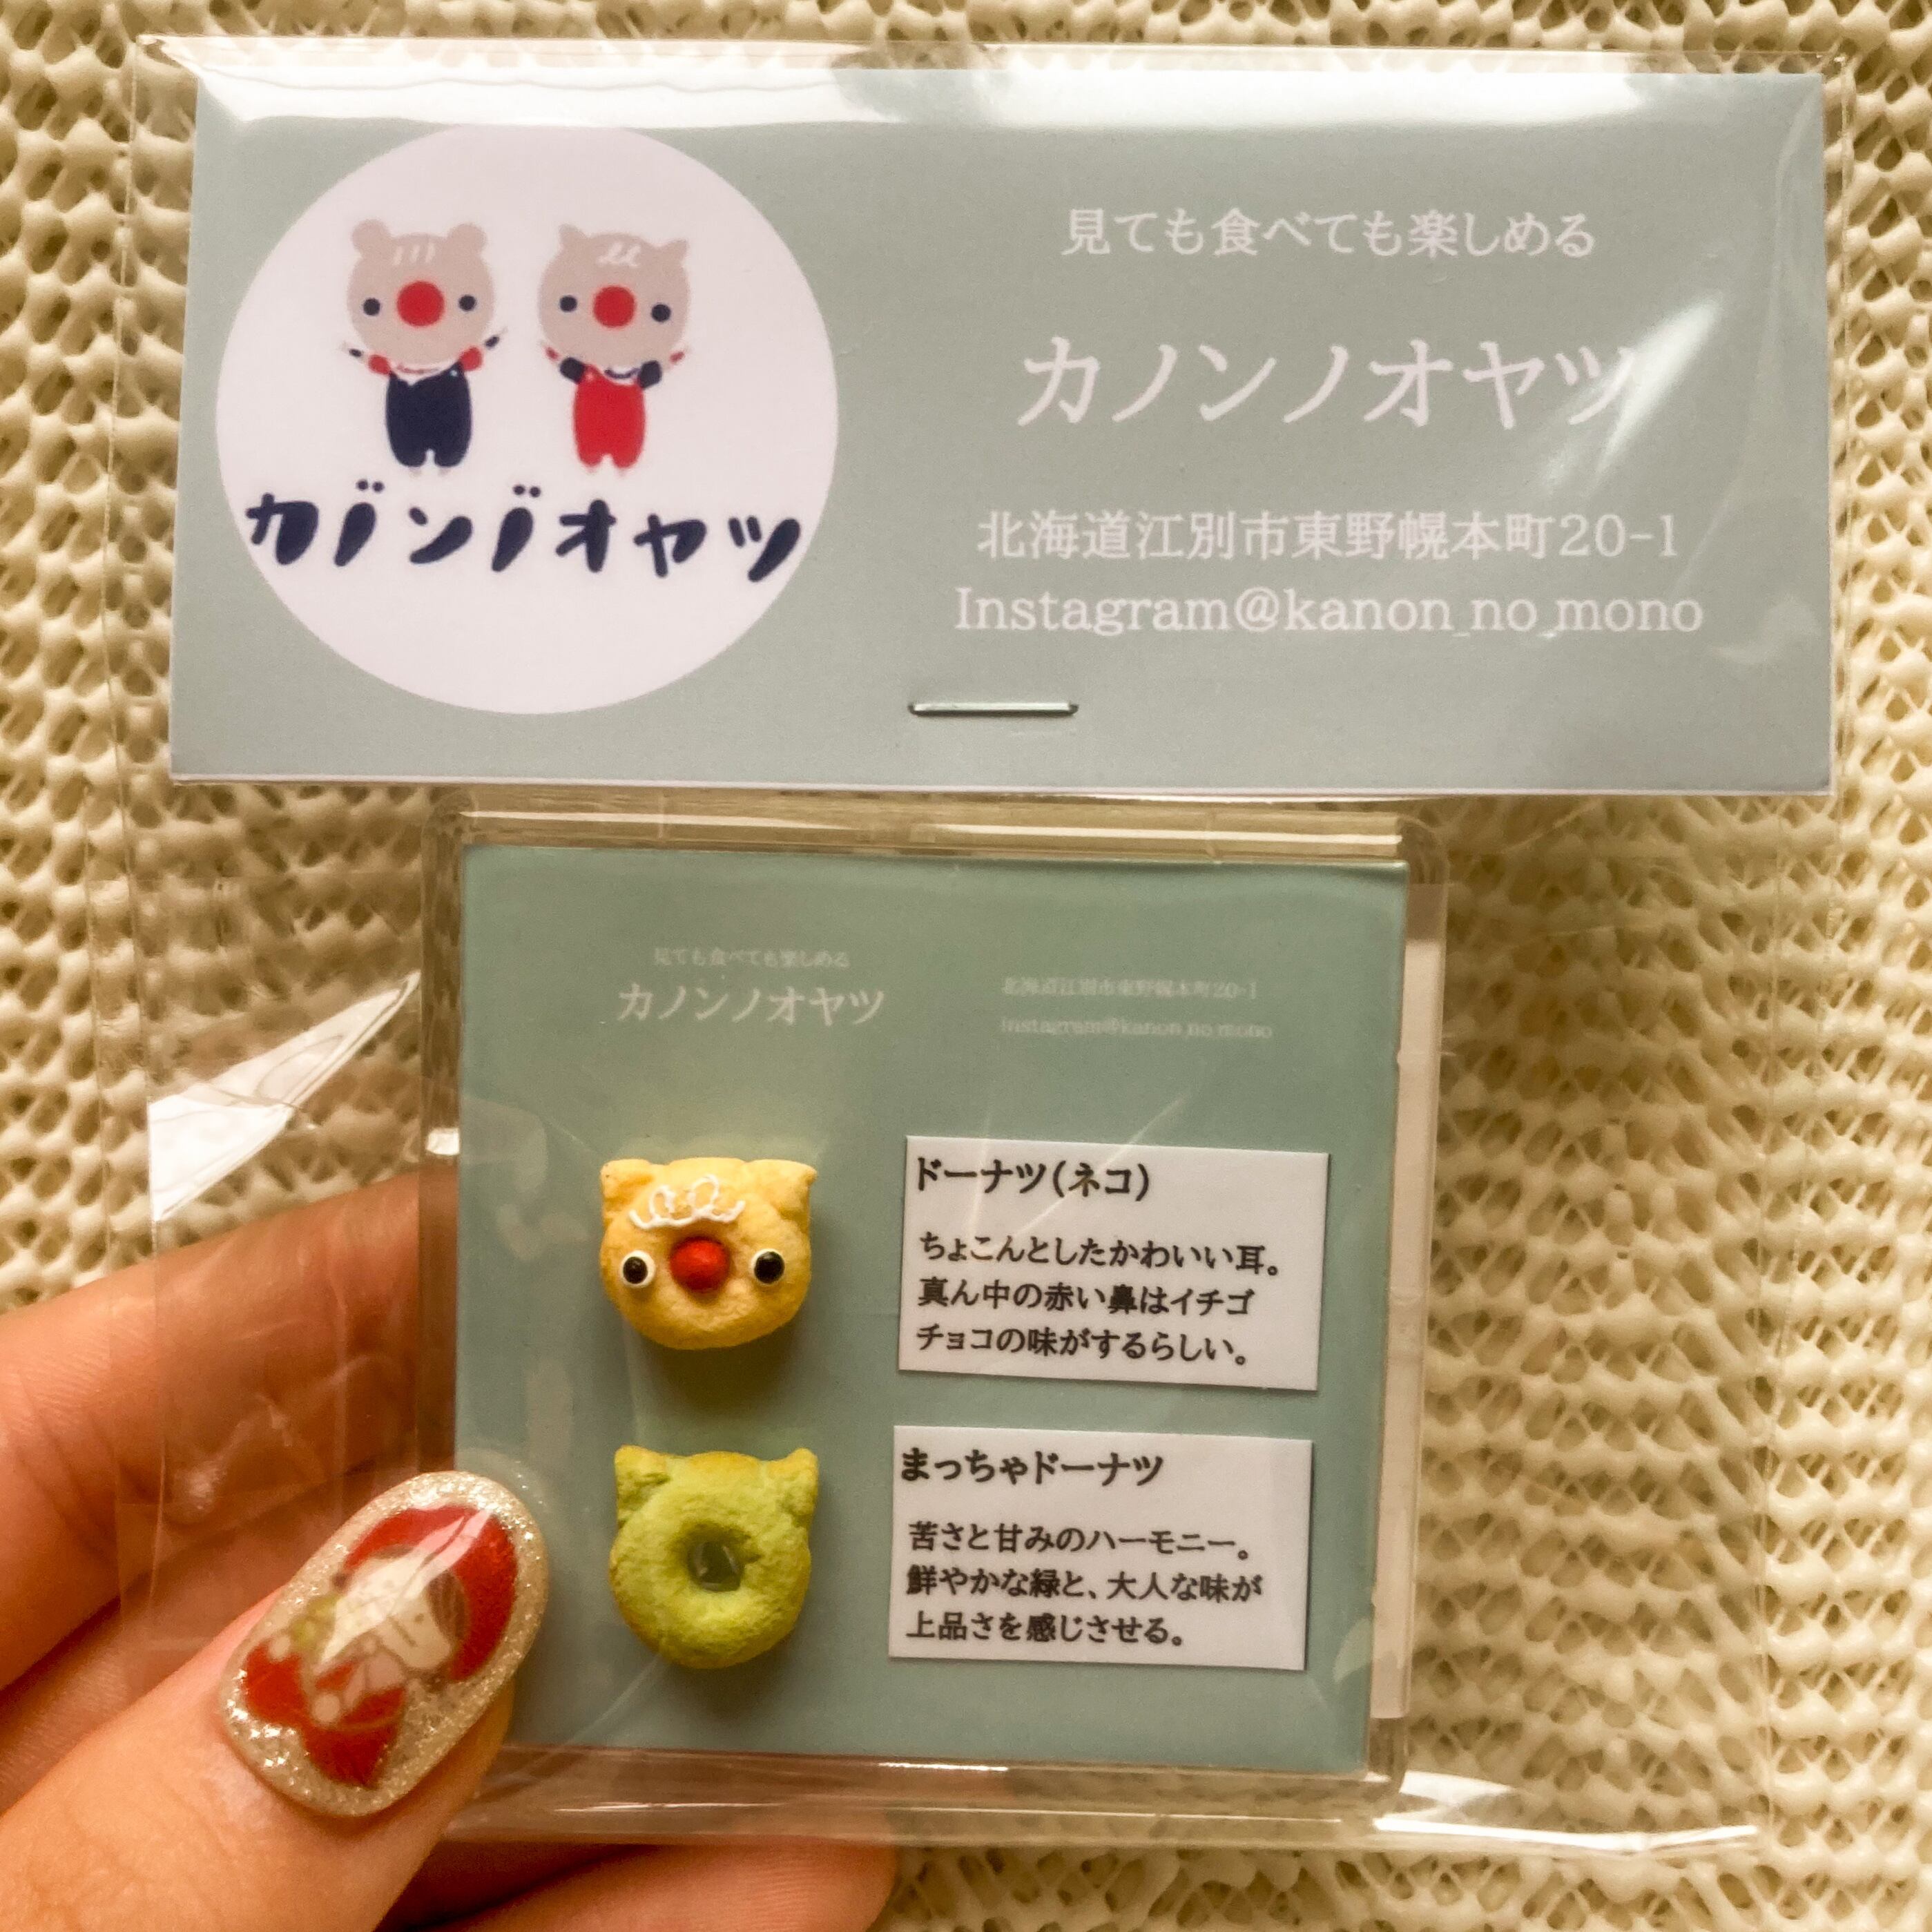 見ても食べても楽しめる
カノンノオヤツ
北海道江別市東野幌本町20-1
Instagram@kanon_no_mono
カノンノオヤツ
見ても食べても楽しめる
カノンノオヤツ
北海道江別市東野幌本町20-1
Instagram@kanon_no_mono
ドーナツ(ネコ)
ちょこんとしたかわいい耳。
真ん中の赤い鼻はイチゴ
チョコの味がするらしい。
まっちゃドーナツ
苦さと甘みのハーモニー。
鮮やかな緑と、大人な味が
上品さを感じさせる。